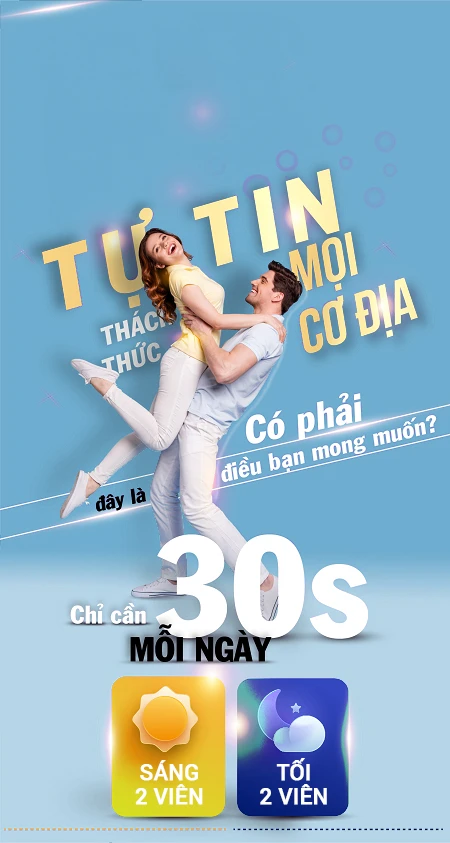 TỰ TIN
THÁCH THỨC
MỌI
CƠ ĐỊA
Có phải
đây là điều bạn mong muốn?
Chỉ cần 30s
MỖI NGÀY
SÁNG
2 VIÊN
TỐI
2 VIÊN